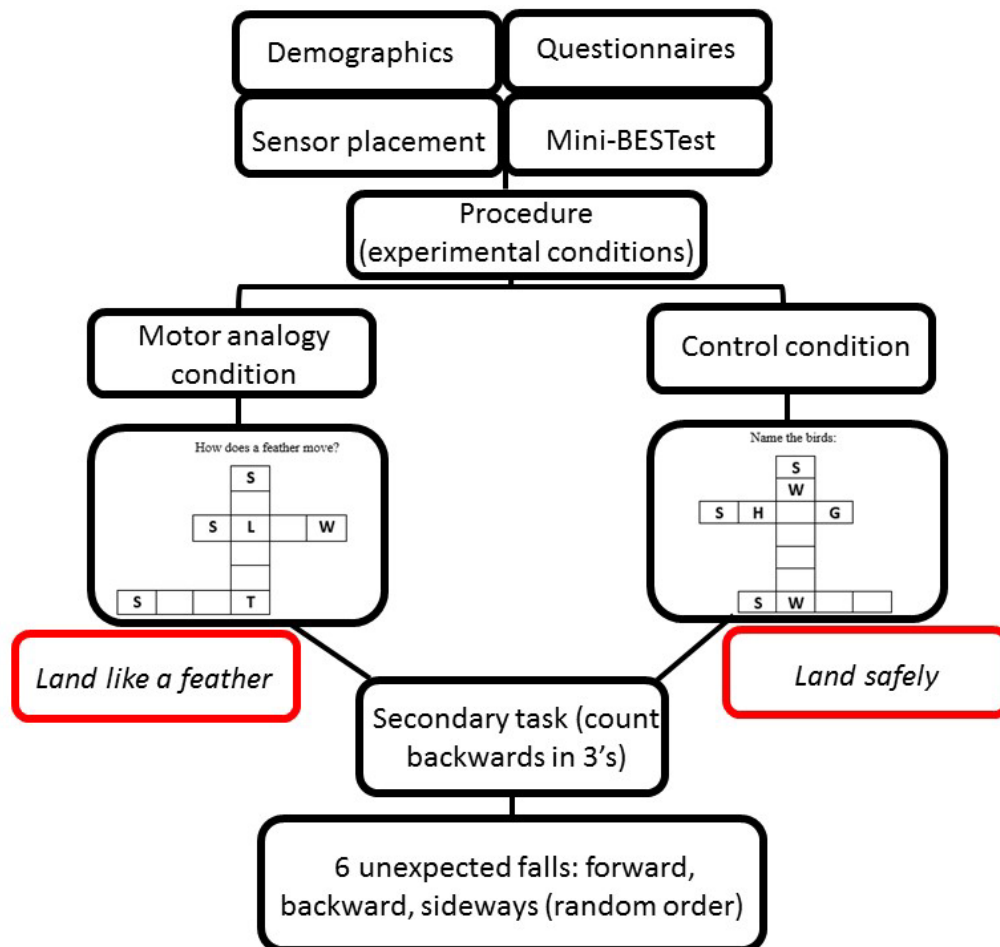 Demographics
Questionnaires
Sensor placement
Mini-BESTest
Procedure
(experimental conditions)
Motor analogy
condition
Control condition
How does a feather move?
S
S L W
S T
Name the birds:
S
W
S H G
S W
Land like a feather
Land safely
Secondary task (count
backwards in 3’s)
6 unexpected falls: forward,
backward, sideways (random order)